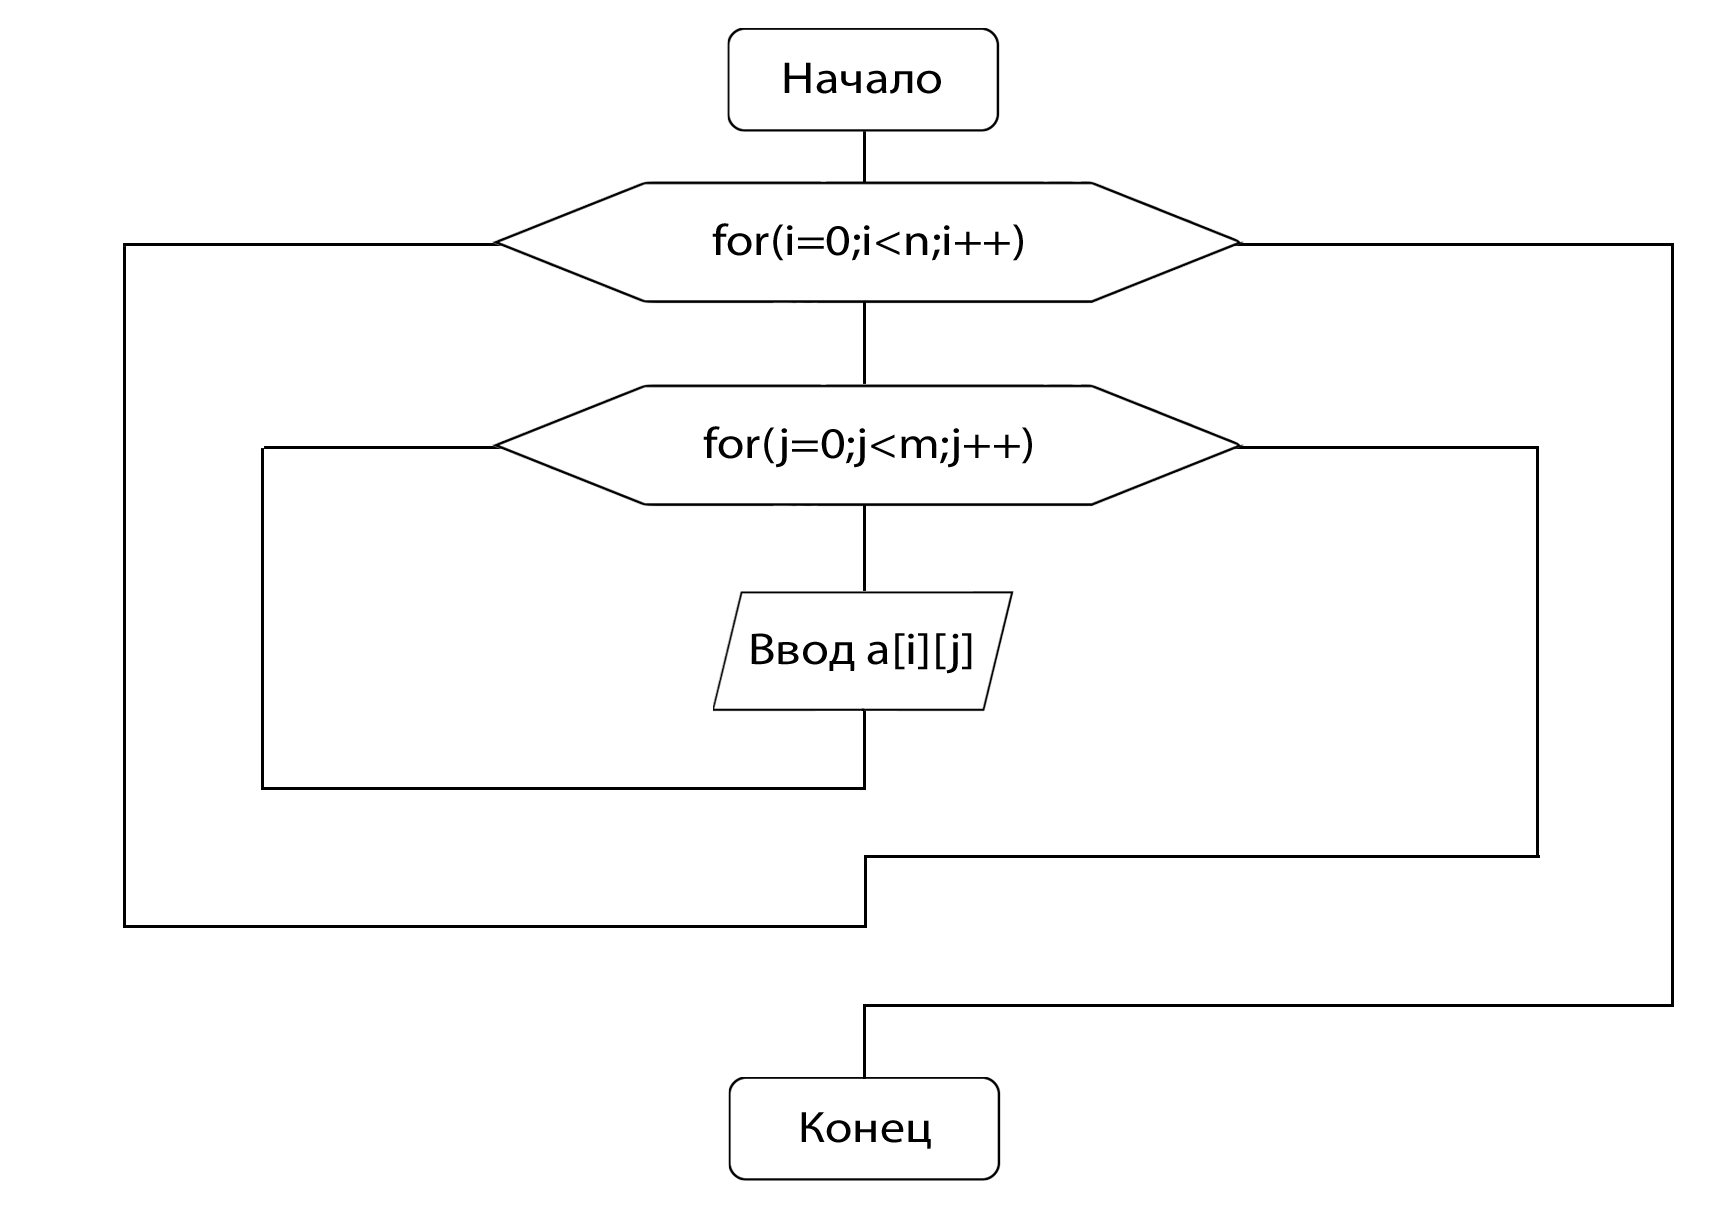 Начало
for(i=0;i<n;i++)
for(j=0;j<m;j++)
Ввод a[i][j]
Конец